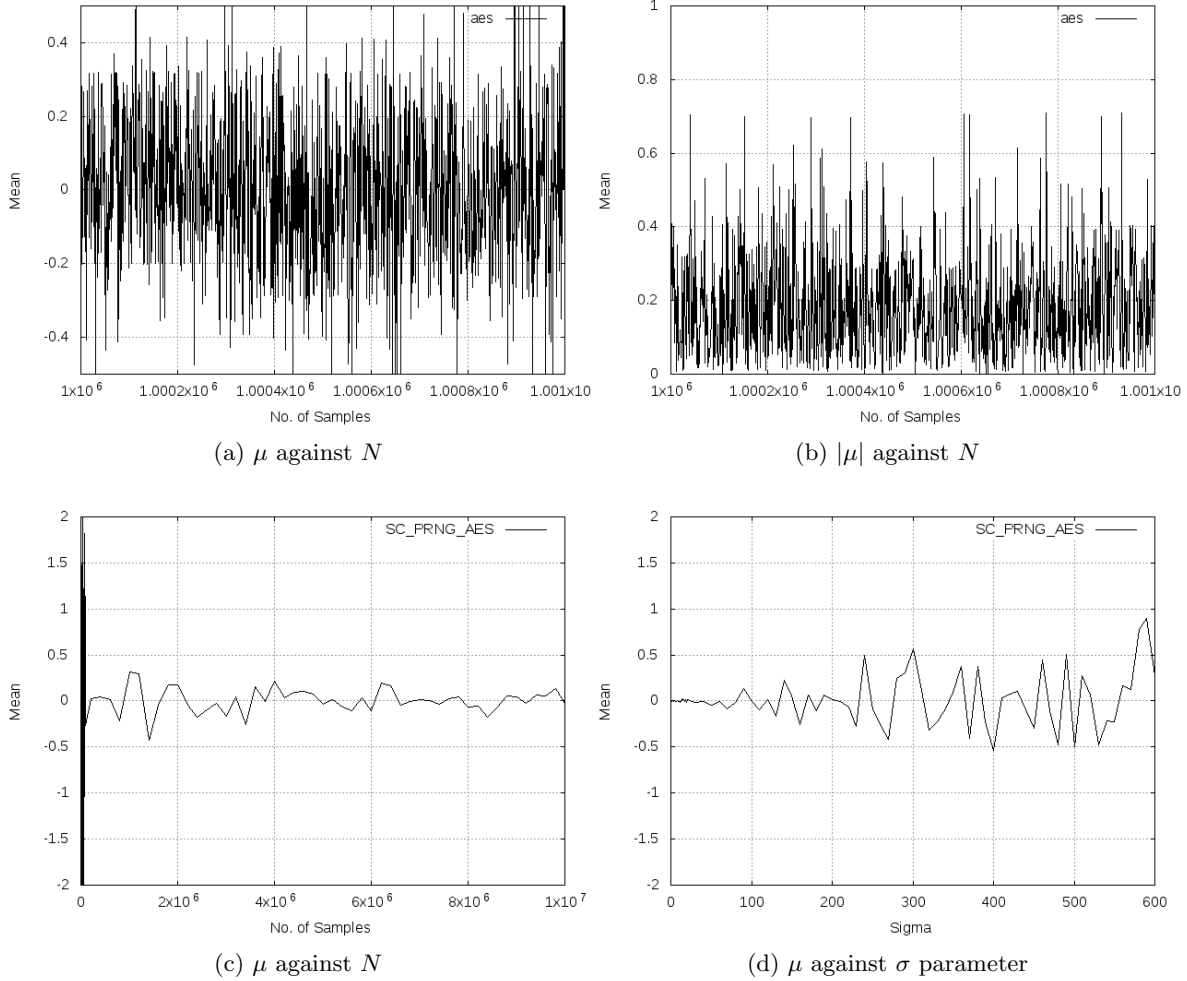 aes
0.4
0.2
0
-0.2
-0.4
Mean
1x10 6 1.0002x10 6 1.0004x10 6 1.0006x10 6 1.0008x10 6 1.001x10
No. of Samples
(a) μ against N
aes
1
0.8
0.6
0.4
0.2
0
Mean
1x10 6 1.0002x10 6 1.0004x10 6 1.0006x10 6 1.0008x10 6 1.001x10
No. of Samples
(b) |μ| against N
SC_PRNG_AES
2
1.5
1
0.5
0
-0.5
-1
-1.5
-2
Mean
0 2x10 6 4x10 6 6x10 6 8x10 6 1x10 7
No. of Samples
(c) μ against N
SC_PRNG_AES
2
1.5
1
0.5
0
-0.5
-1
-1.5
-2
Mean
0 100 200 300 400 500 600
Sigma
(d) μ against σ parameter